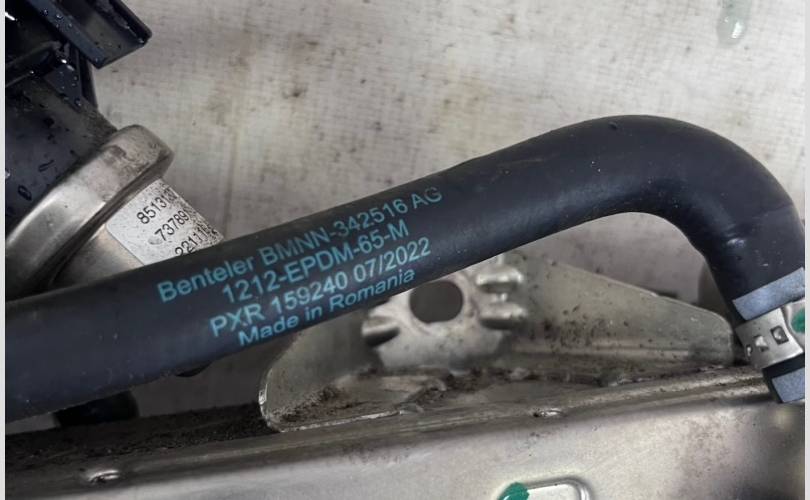 Benteler BMNN-342516 AG
1212-EPDM-65-M
PXR 159240 07/2022
Made in Romania